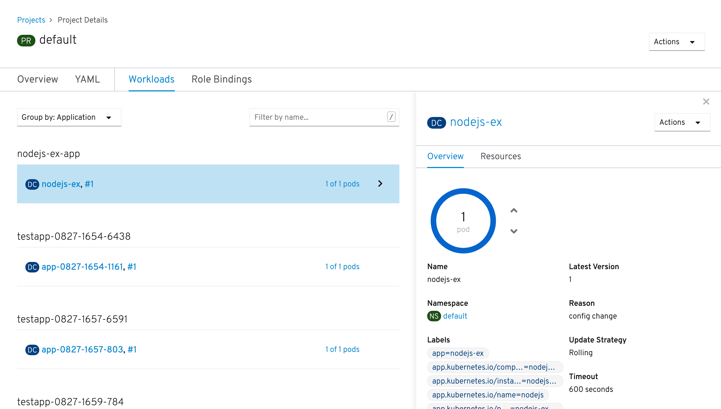 Projects > Project Details
PR default
Actions
Overview YAML Workloads Role Bindings
Group by: Application
Filter by name... /
nodejs-ex-app
DC nodejs-ex, #1 1 of 1 pods
testapp-0827-1654-6438
DC app-0827-1654-1161, #1 1 of 1 pods
testapp-0827-1657-6591
DC app-0827-1657-803, #1 1 of 1 pods
testapp-0827-1659-784
DC nodejs-ex
Actions
Overview Resources
1
pod
Name
nodejs-ex
Latest Version
1
Namespace
NS default
Reason
config change
Labels
app=nodejs-ex
app.kubernetes.io/comp...=nodej...
app.kubernetes.io/insta...=nodejs...
app.kubernetes.io/name=nodejs
app.kubernetes.io/p...=nodejs-ex
Update Strategy
Rolling
Timeout
600 seconds